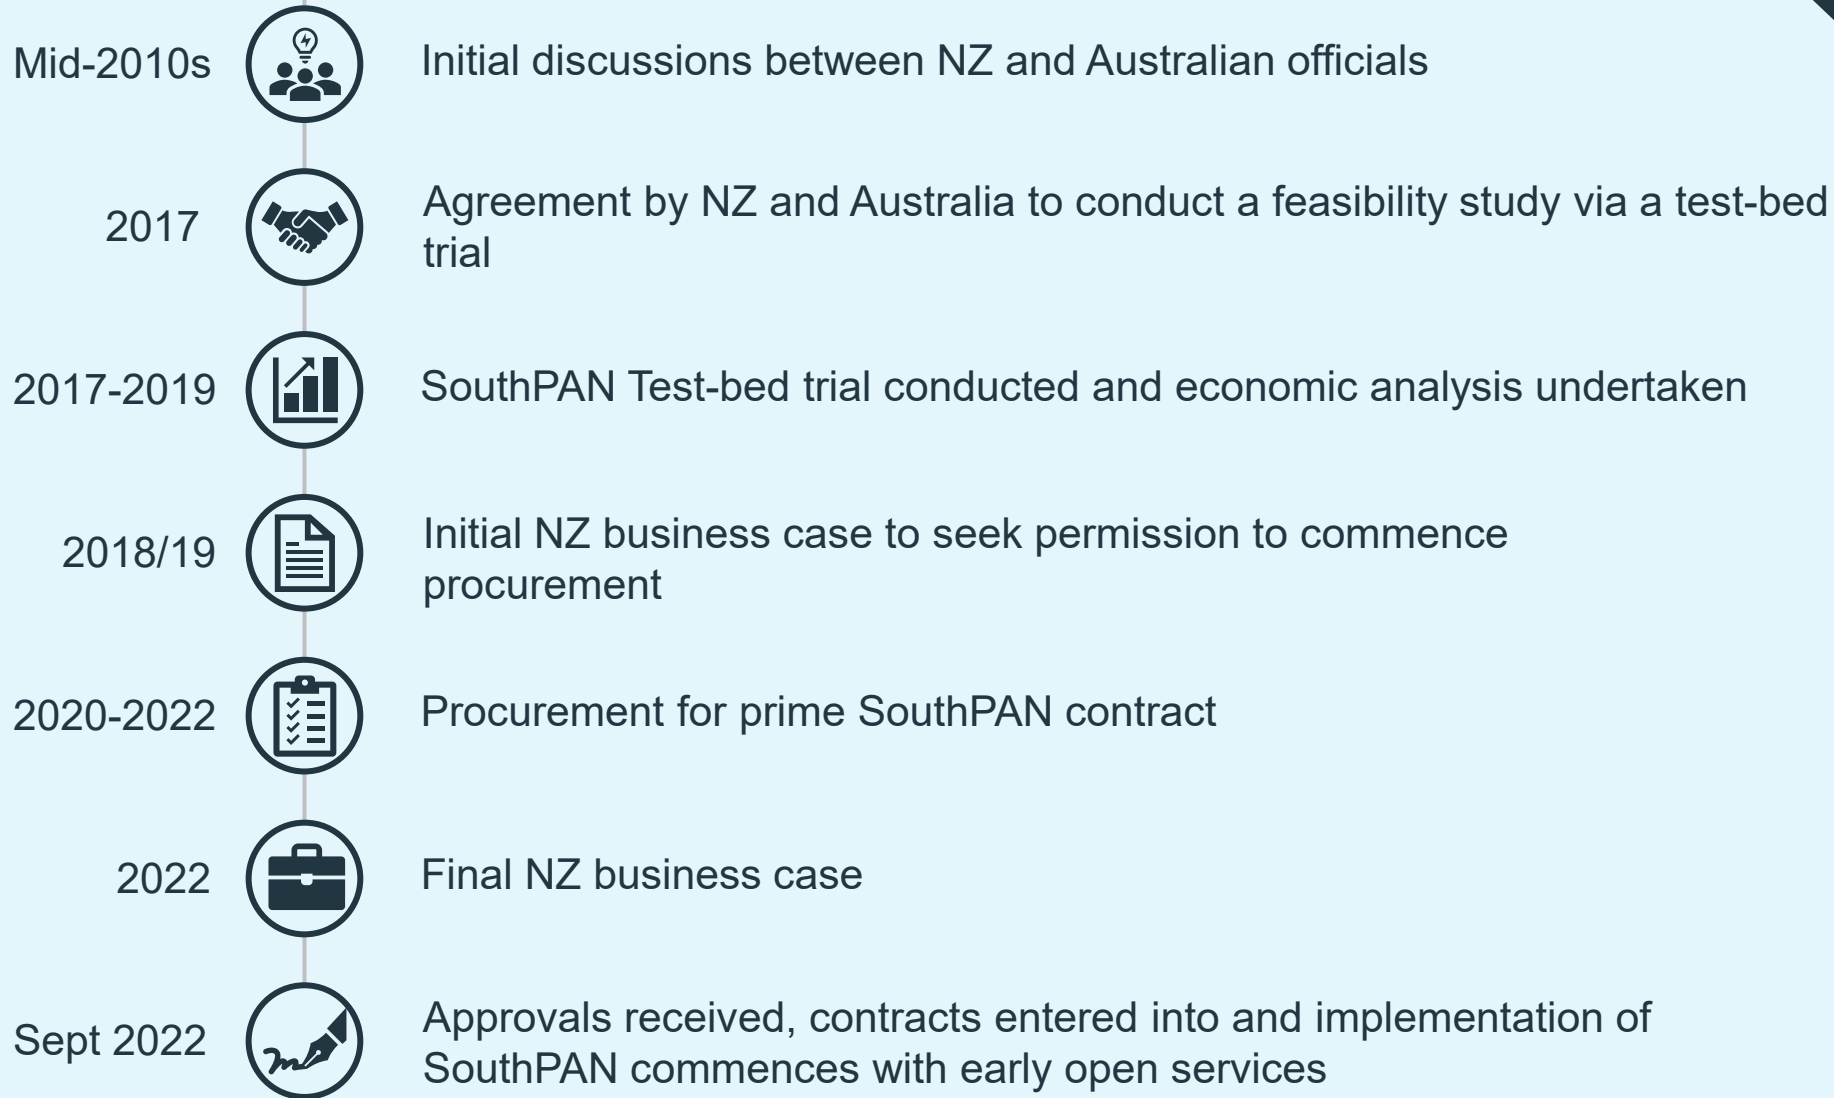 Mid-2010s
Initial discussions between NZ and Australian officials
2017
Agreement by NZ and Australia to conduct a feasibility study via a test-bed
trial
2017-2019
SouthPAN Test-bed trial conducted and economic analysis undertaken
2018/19
Initial NZ business case to seek permission to commence
procurement
2020-2022
Procurement for prime SouthPAN contract
2022
Final NZ business case
Sept 2022
Approvals received, contracts entered into and implementation of
SouthPAN commences with early open services